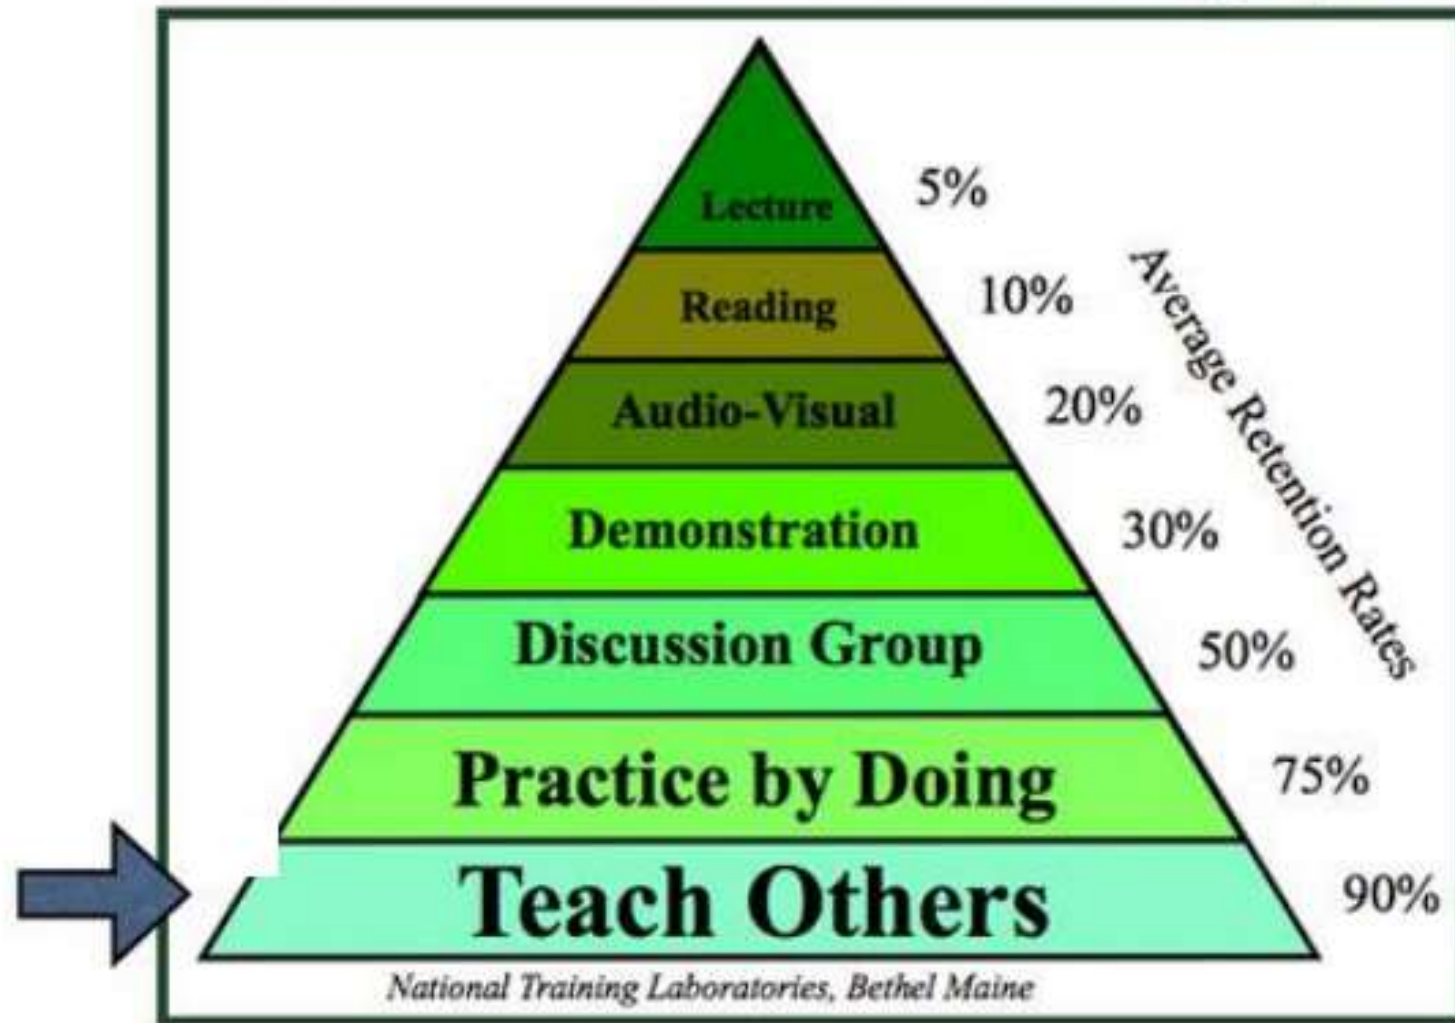 Lecture
5%
Reading
10%
Audio-Visual
20%
Demonstration
30%
Discussion Group
50%
Practice by Doing
75%
Teach Others
90%
Average Retention Rates
National Training Laboratories, Bethel Maine